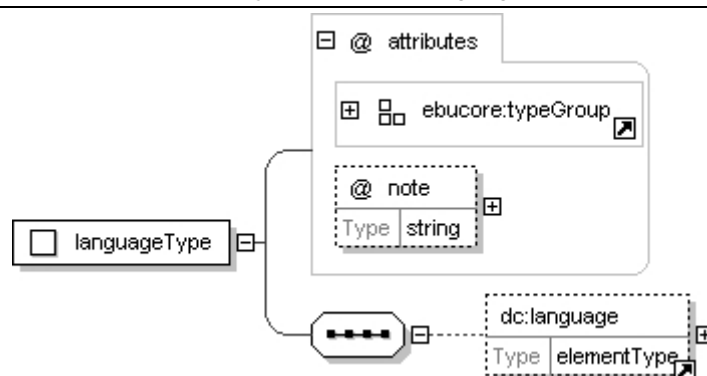 @ attributes
ebucore:typeGroup
@ note
Type string
languageType
dc:language
Type elementType